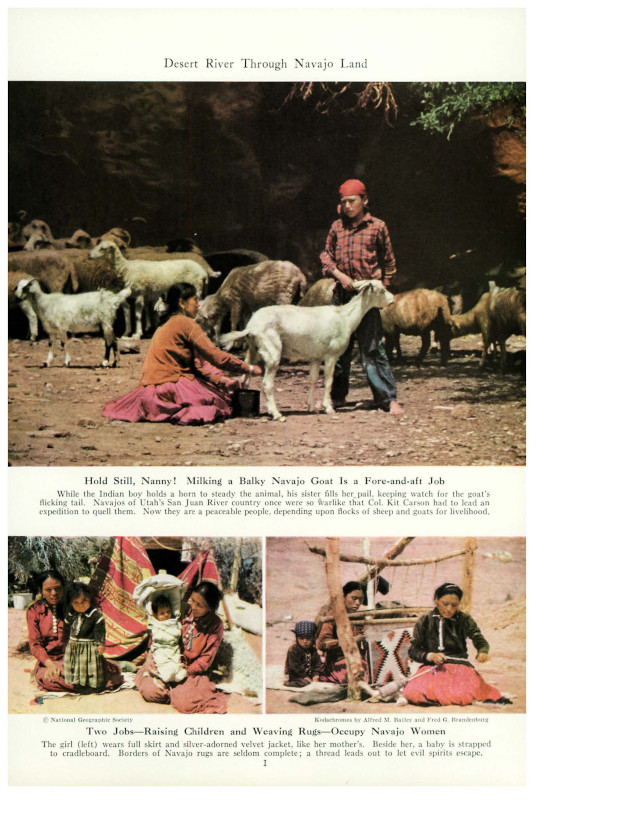 Desert River Through Navajo Land
Hold Still, Nanny! Milking a Balky Navajo Goat Is a Fore-and-aft Job
While the Indian boy holds a horn to steady the animal, his sister fills her pail, keeping watch for the goat's
flicking tail. Navajos of Utah's San Juan River country once were so warlike that Col. Kit Carson had to lead an
expedition to quell them. Now they are a peaceable people, depending upon flocks of sheep and goats for livelihood.
© National Geographic Society
Kodachromes by Alfred M. Bailey and Fred G. Brandenburg
Two Jobs—Raising Children and Weaving Rugs—Occupy Navajo Women
The girl (left) wears full skirt and silver-adorned velvet jacket, like her mother's. Beside her, a baby is strapped
to cradleboard. Borders of Navajo rugs are seldom complete; a thread leads out to let evil spirits escape.
I